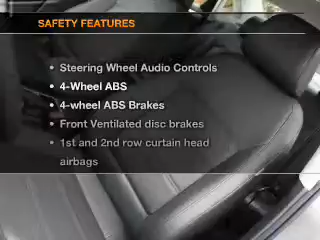 SAFETY FEATURES
• Steering Wheel Audio Controls
• 4-Wheel ABS
• 4-wheel ABS Brakes
• Front Ventilated disc brakes
• 1st and 2nd row curtain head
airbags